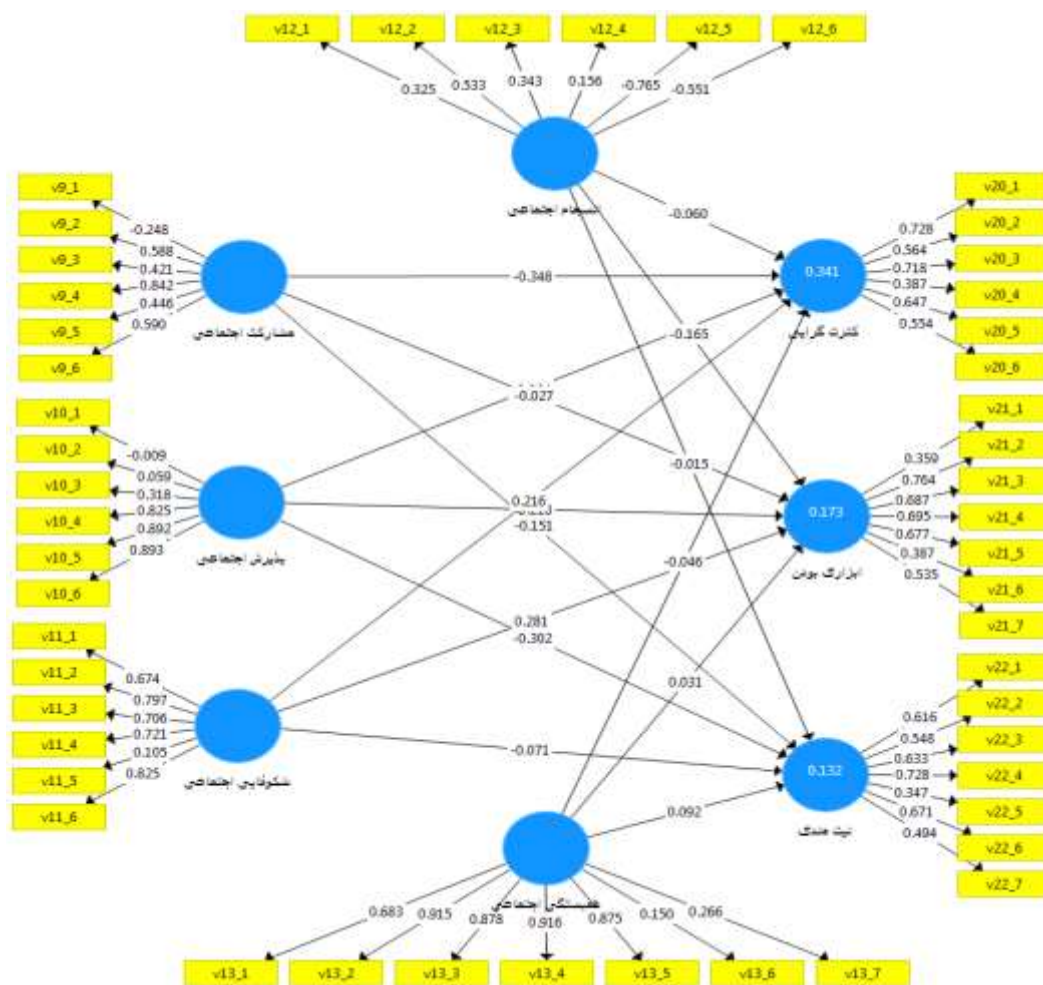 v12_1
v12_2
v12_3
v12_4
v12_5
v12_6
0.325
0.533
0.343
0.156
-0.765
-0.551
انسجام اجتماعی
v9_1
v9_2
v9_3
v9_4
v9_5
v9_6
-0.248
0.588
0.421
0.842
0.446
0.590
مشارکت اجتماعی
v10_1
v10_2
v10_3
v10_4
v10_5
v10_6
-0.009
0.059
0.318
0.825
0.892
0.893
پذیرش اجتماعی
v11_1
v11_2
v11_3
v11_4
v11_5
v11_6
0.674
0.797
0.706
0.721
0.105
0.825
شکوفایی اجتماعی
-0.060
-0.348
-0.165
-0.027
-0.015
0.216
-0.151
-0.046
0.281
-0.302
0.031
-0.071
0.092
0.341
کثرت گرایی
0.728
0.564
0.718
0.387
0.647
0.554
v20_1
v20_2
v20_3
v20_4
v20_5
v20_6
0.173
ابزاری بودن
0.359
0.764
0.687
0.695
0.677
0.387
0.535
v21_1
v21_2
v21_3
v21_4
v21_5
v21_6
v21_7
0.132
0.616
0.548
0.633
0.728
0.347
0.671
0.494
v22_1
v22_2
v22_3
v22_4
v22_5
v22_6
v22_7
همبستگی اجتماعی
0.683
0.915
0.878
0.916
0.875
0.150
0.266
v13_1
v13_2
v13_3
v13_4
v13_5
v13_6
v13_7